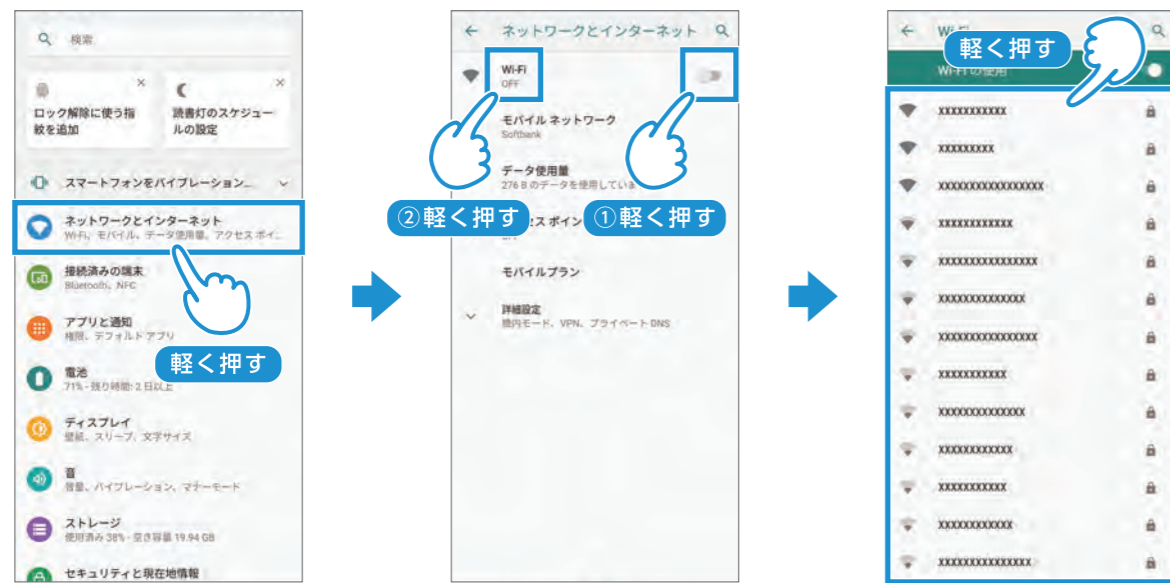 検索
ロック解除に使う指
紋を追加
読書灯のスケジュー
ルの設定
スマートフォンをバイブレーション...
ネットワークとインターネット
Wi-Fi、モバイル、データ使用量、アクセス ポイ...
接続済みの端末
Bluetooth、NFC
アプリと通知
権限、デフォルト アプリ
軽く押す
電池
71% - 残り時間: 2 日以上
ディスプレイ
壁紙、スリープ、文字サイズ
音
音量、バイブレーション、マナーモード
ストレージ
使用済み 38% - 空き容量 19.94 GB
セキュリティと現在地情報
ネットワークとインターネット
Wi-Fi
OFF
モバイル ネットワーク
Softbank
データ使用量
276 B のデータを使用してい
②軽く押す
セス ポイン
①軽く押す
モバイルプラン
詳細設定
機内モード、VPN、プライベート DNS
軽く押す
Wi-Fi の使用
xxxxxxxxxxx
xxxxxxxxx
xxxxxxxxxxxxxxxxx
xxxxxxxxxxxx
xxxxxxxxxxxxxxxx
xxxxxxxxxxxxxx
xxxxxxxxxxxxxxxx
xxxxxxxxxxx
xxxxxxxxxxxxxx
xxxxxxxxxxxx
xxxxxxxxxxx
xxxxxxxxxxxx
xxxxxxxxxxxxxxx